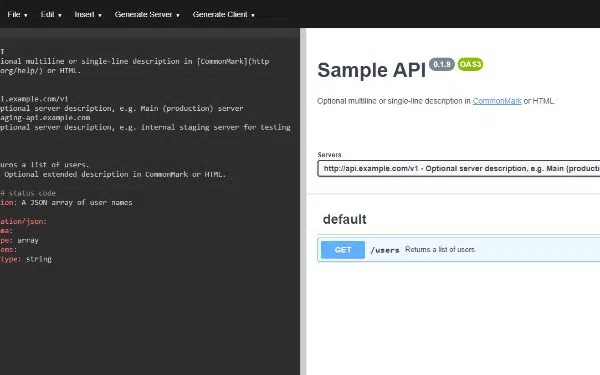 File ▾ Edit ▾ Insert ▾ Generate Server ▾ Generate Client ▾
I
ional multiline or single-line description in [CommonMark](http
org/help/) or HTML.
i.example.com/v1
ptional server description, e.g. Main (production) server
aging-api.example.com
ptional server description, e.g. Internal staging server for testing
urns a list of users.
Optional extended description in CommonMark or HTML.
# status code
ion: A JSON array of user names
ation/json:
ma:
pe: array
ems:
type: string
Sample API 0.1.9 OAS3
Optional multiline or single-line description in CommonMark or HTML.
Servers
http://api.example.com/v1 - Optional server description, e.g. Main (producti
default
GET /users Returns a list of users.